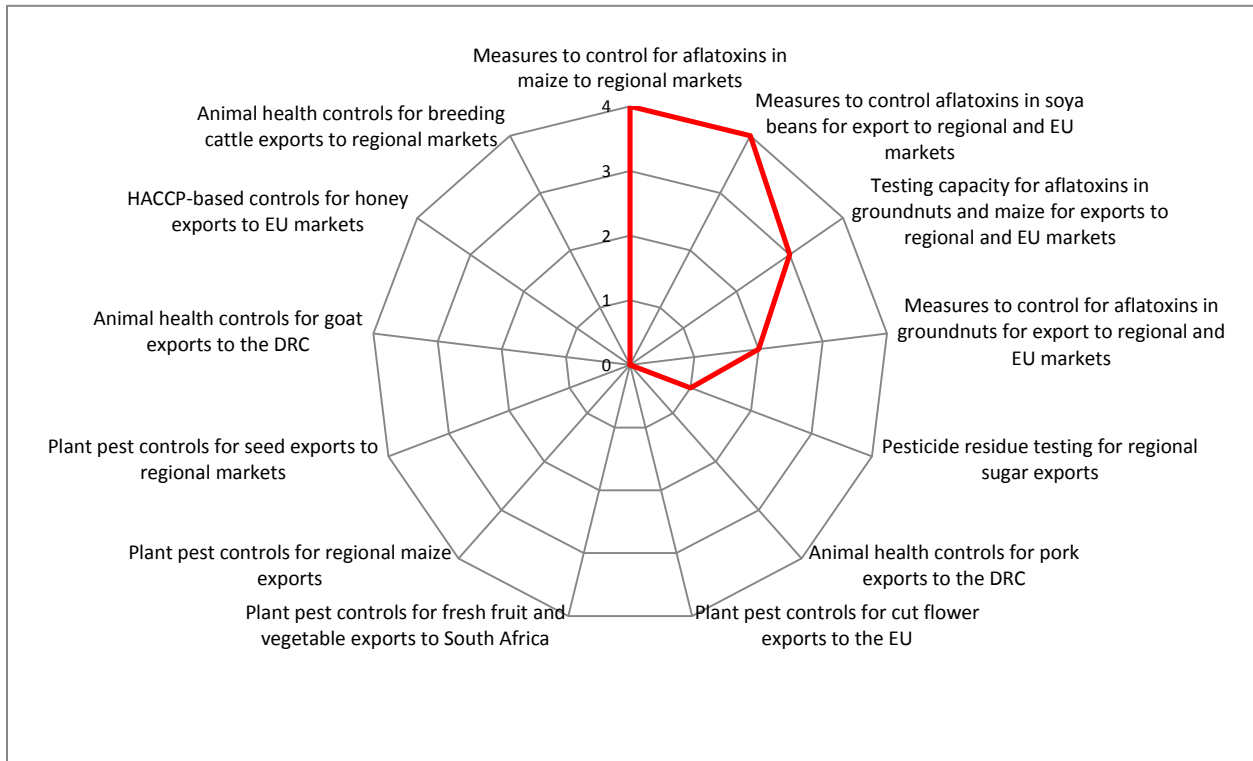 Measures to control for aflatoxins in
maize to regional markets
Measures to control aflatoxins in soya
beans for export to regional and EU
markets
Testing capacity for aflatoxins in
groundnuts and maize for exports to
regional and EU markets
Measures to control for aflatoxins in
groundnuts for export to regional and
EU markets
Pesticide residue testing for regional
sugar exports
Animal health controls for pork
exports to the DRC
Plant pest controls for cut flower
exports to the EU
Plant pest controls for fresh fruit and
vegetable exports to South Africa
Plant pest controls for regional maize
exports
Plant pest controls for seed exports to
regional markets
Animal health controls for goat
exports to the DRC
HACCP-based controls for honey
exports to EU markets
Animal health controls for breeding
cattle exports to regional markets
4
3
2
1
0